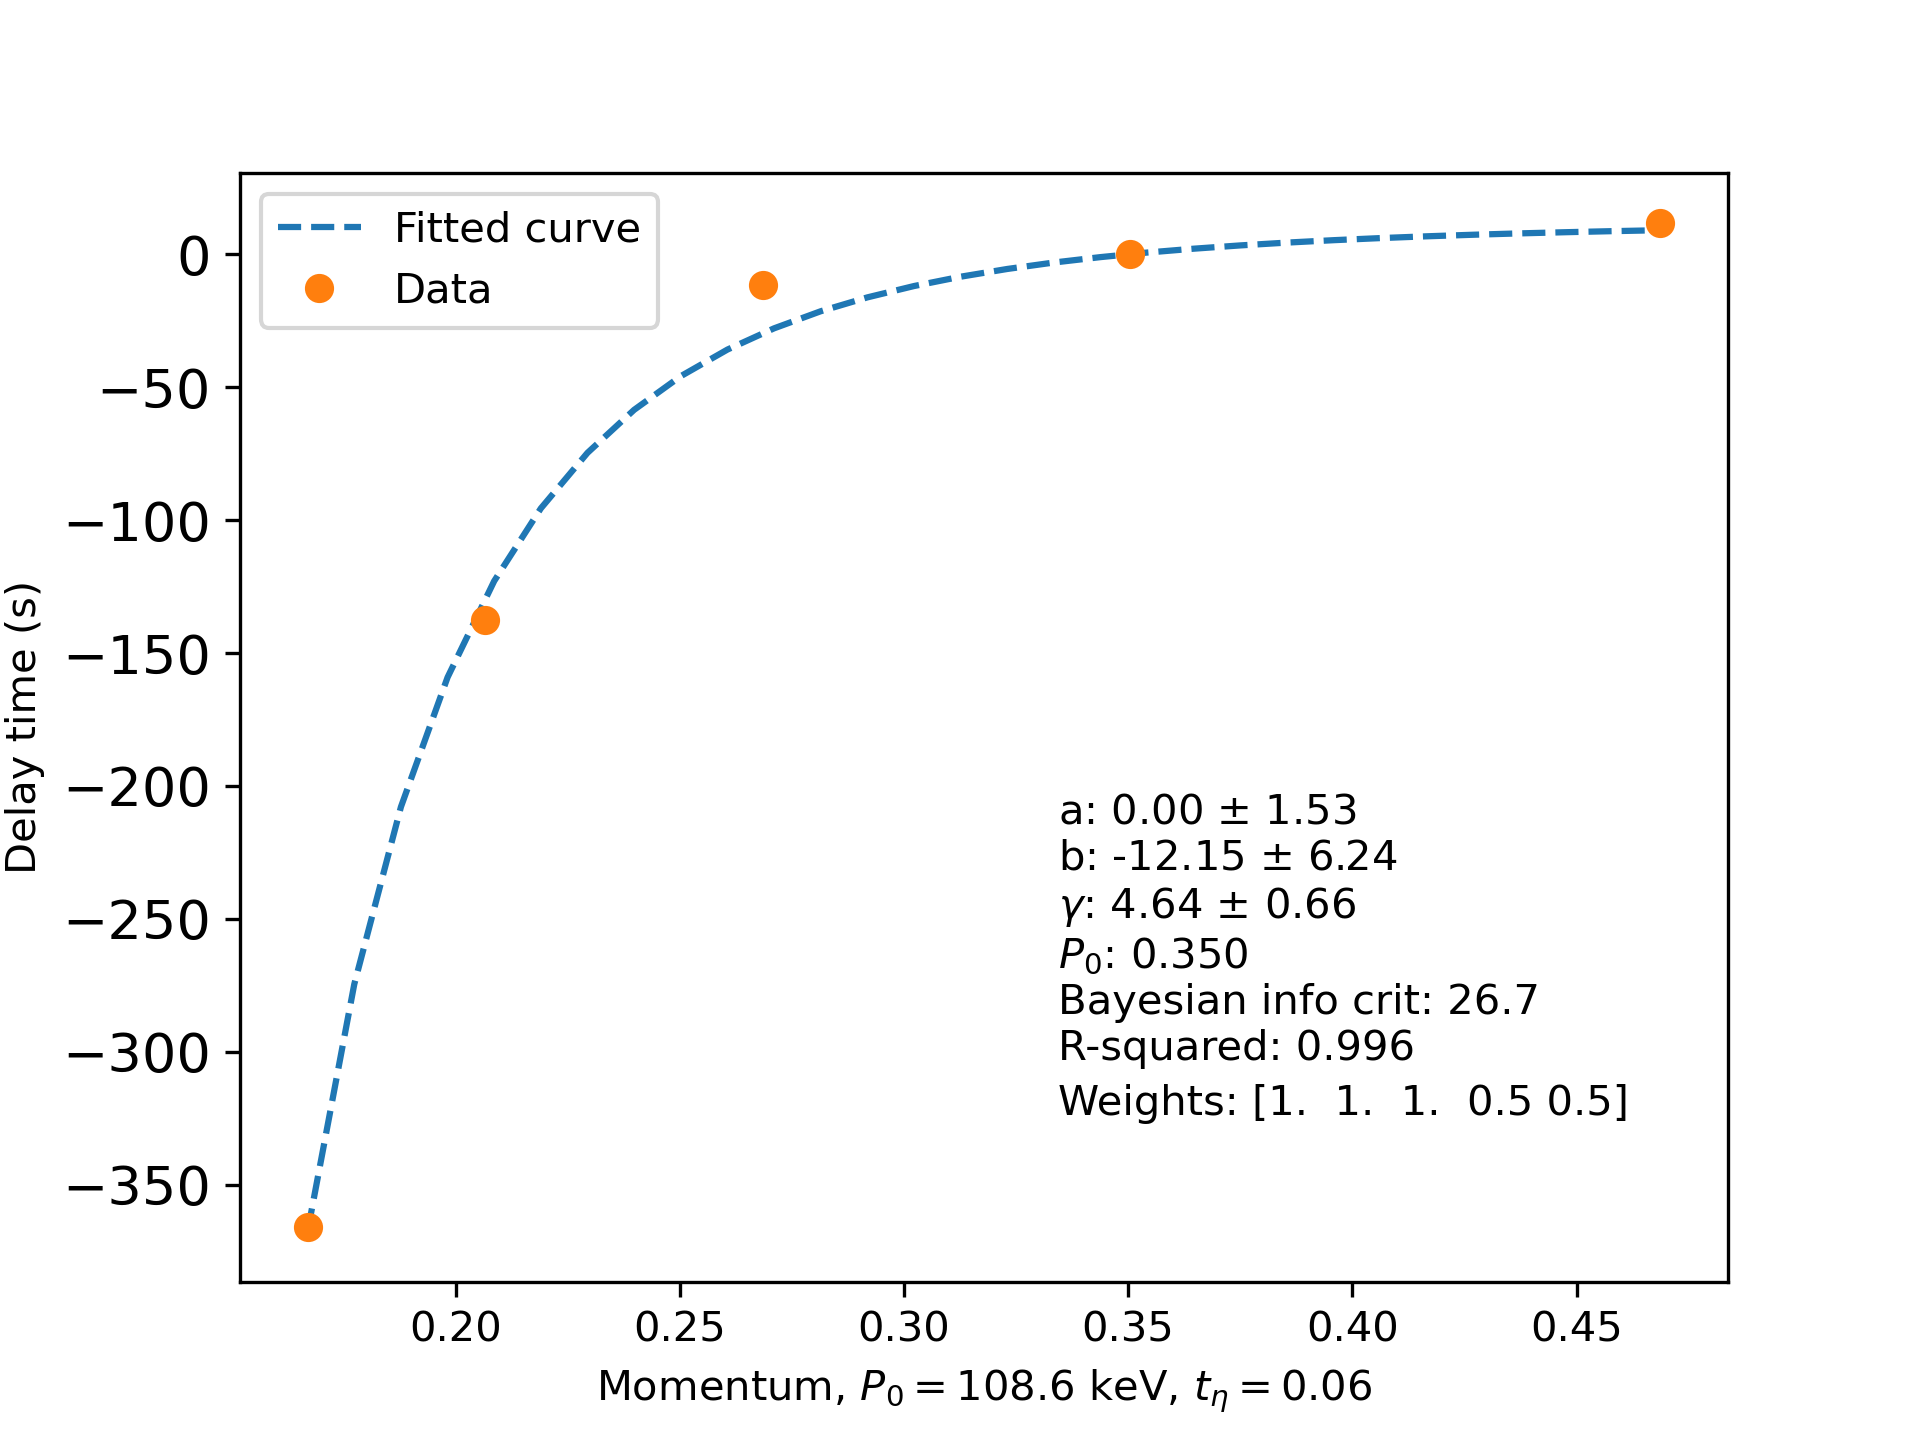 Fitted curve
Data
0
−50
−100
−150
−200
−250
−300
−350
Delay time (s)
a: 0.00 ± 1.53
b: -12.15 ± 6.24
γ: 4.64 ± 0.66
P₀: 0.350
Bayesian info crit: 26.7
R-squared: 0.996
Weights: [1.  1.  1.  0.5 0.5]
0.20 0.25 0.30 0.35 0.40 0.45
Momentum, P₀ = 108.6 keV, tη = 0.06